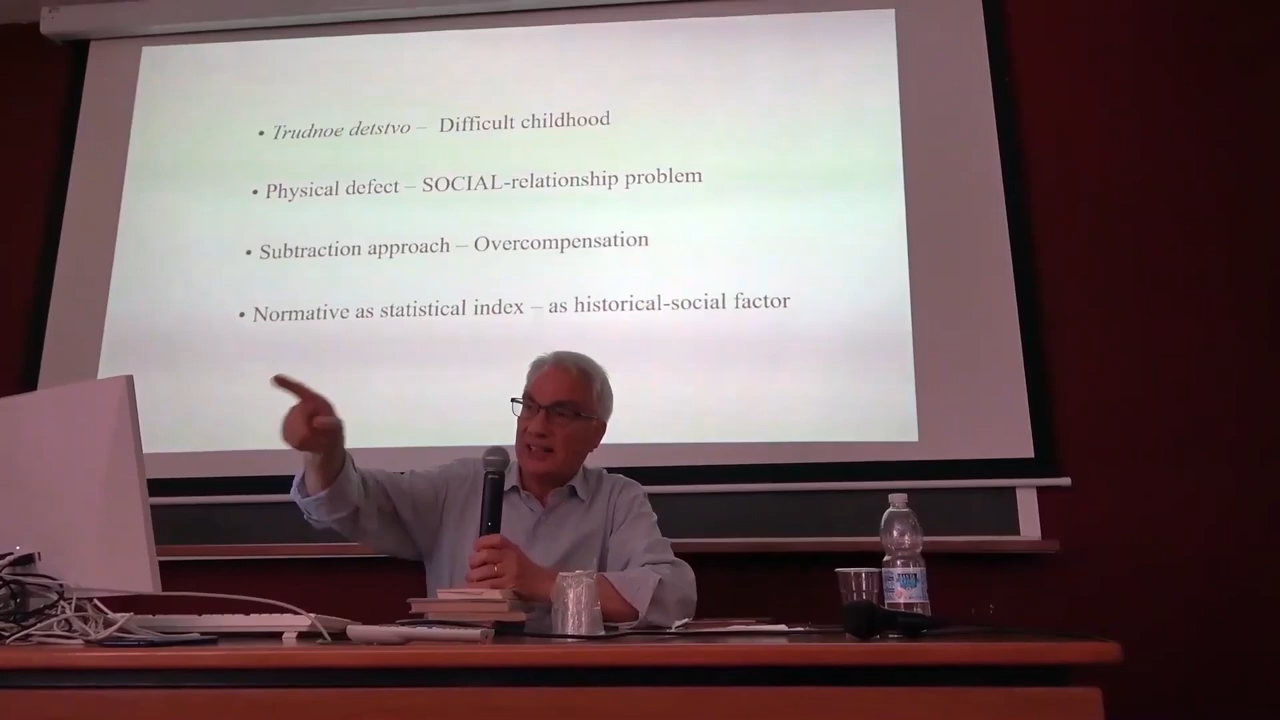 • Trudnoe detstvo – Difficult childhood
• Physical defect – SOCIAL-relationship problem
• Subtraction approach – Overcompensation
• Normative as statistical index – as historical-social factor